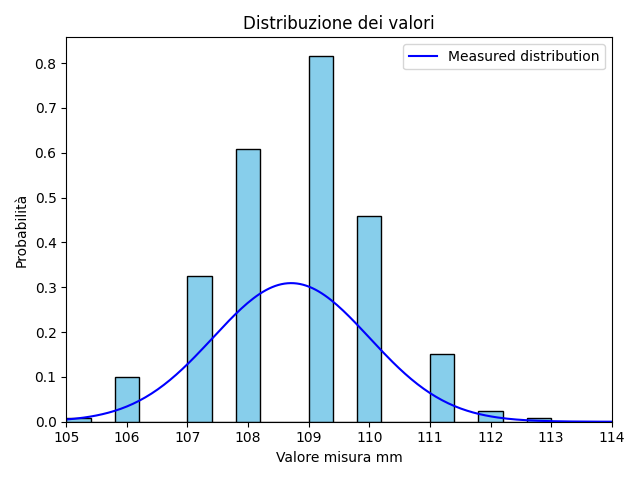 Distribuzione dei valori
Measured distribution
Probabilità
0.8
0.7
0.6
0.5
0.4
0.3
0.2
0.1
0.0
105 106 107 108 109 110 111 112 113 114
Valore misura mm